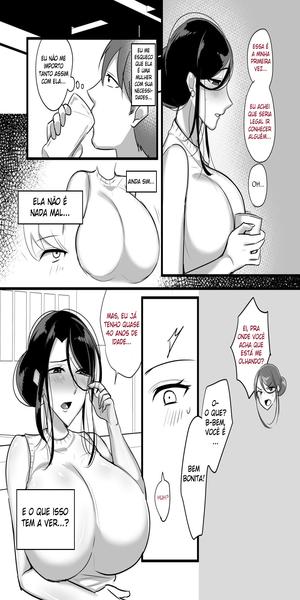 ESSA É
A MINHA
PRIMEIRA
VEZ...
EU ACHEI
QUE SERIA
LEGAL IR
CONHECER
ALGUÉM...
OH...
EU ME
ESQUEÇO QUE
ELA É
UMA
MULHER
COM SUA
NECESSI-
DADES...
EU NÃO ME
IMPORTO
TANTO ASSIM
COM ELA...
AINDA SIM...
ELA NÃO É
NADA MAL...
EI, PRA
ONDE VOCÊ
ACHA QUE
ESTÁ ME
OLHANDO?
O-
O QUE?
B-BEM,
VOCÊ É
...
BEM
BONITA!
HUH?
MAS, EU JÁ
TENHO QUASE
40 ANOS DE
IDADE...
E O QUE ISSO
TEM A VER...?